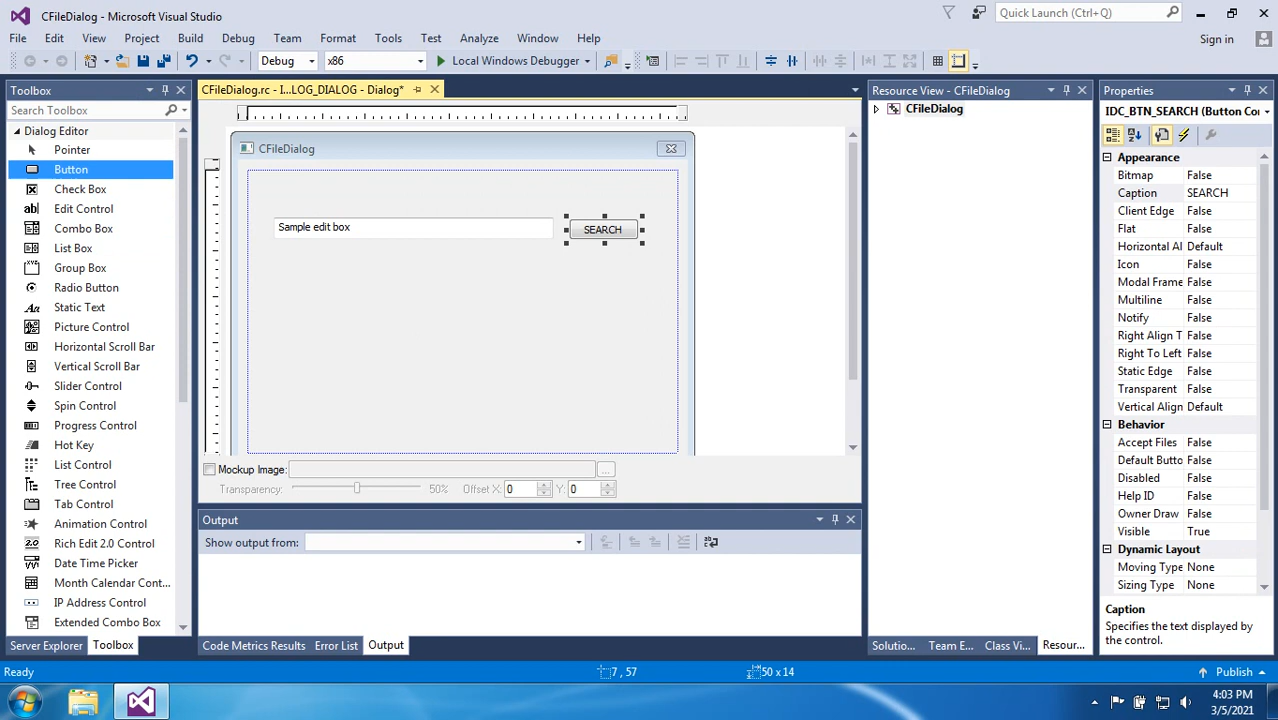 CFileDialog - Microsoft Visual Studio
Quick Launch (Ctrl+Q)
File Edit View Project Build Debug Team Format Tools Test Analyze Window Help
Sign in
Debug x86 Local Windows Debugger
Toolbox
Search Toolbox
Dialog Editor
Pointer
Button
Check Box
Edit Control
Combo Box
List Box
Group Box
Radio Button
Static Text
Picture Control
Horizontal Scroll Bar
Vertical Scroll Bar
Slider Control
Spin Control
Progress Control
Hot Key
List Control
Tree Control
Tab Control
Animation Control
Rich Edit 2.0 Control
Date Time Picker
Month Calendar Cont...
IP Address Control
Extended Combo Box
Server Explorer Toolbox
CFileDialog.rc - I...LOG_DIALOG - Dialog*
CFileDialog
Sample edit box
SEARCH
Mockup Image:
...
Transparency: 50% Offset X: 0 Y: 0
Output
Show output from:
Code Metrics Results Error List Output
Resource View - CFileDialog
CFileDialog
Solutio... Team E... Class Vi... Resour...
Properties
IDC_BTN_SEARCH (Button Co
Appearance
Bitmap False
Caption SEARCH
Client Edge False
Flat False
Horizontal Al Default
Icon False
Modal Frame False
Multiline False
Notify False
Right Align T False
Right To Left False
Static Edge False
Transparent False
Vertical Align Default
Behavior
Accept Files False
Default Butto False
Disabled False
Help ID False
Owner Draw False
Visible True
Dynamic Layout
Moving Type None
Sizing Type None
Caption
Specifies the text displayed by
the control.
Ready 7, 57 50 x 14 Publish
4:03 PM
3/5/2021